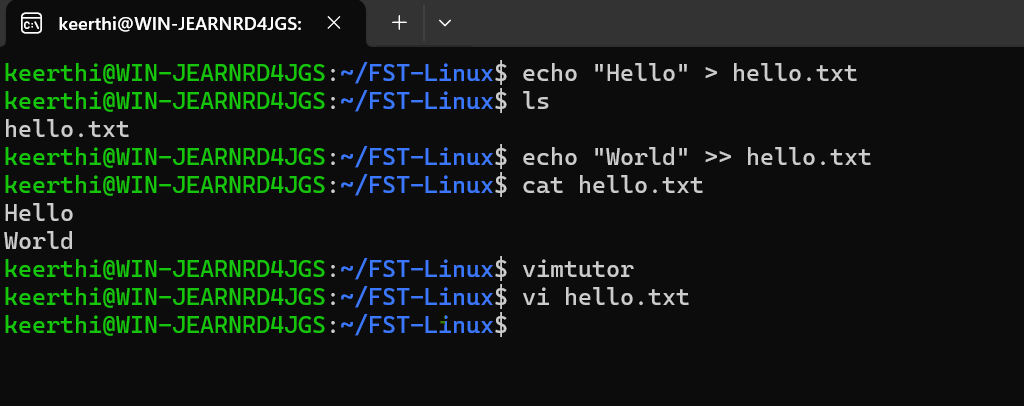 keerthi@WIN-JEARNRD4JGS:
keerthi@WIN-JEARNRD4JGS:~/FST-Linux$ echo "Hello" > hello.txt
keerthi@WIN-JEARNRD4JGS:~/FST-Linux$ ls
hello.txt
keerthi@WIN-JEARNRD4JGS:~/FST-Linux$ echo "World" >> hello.txt
keerthi@WIN-JEARNRD4JGS:~/FST-Linux$ cat hello.txt
Hello
World
keerthi@WIN-JEARNRD4JGS:~/FST-Linux$ vimtutor
keerthi@WIN-JEARNRD4JGS:~/FST-Linux$ vi hello.txt
keerthi@WIN-JEARNRD4JGS:~/FST-Linux$